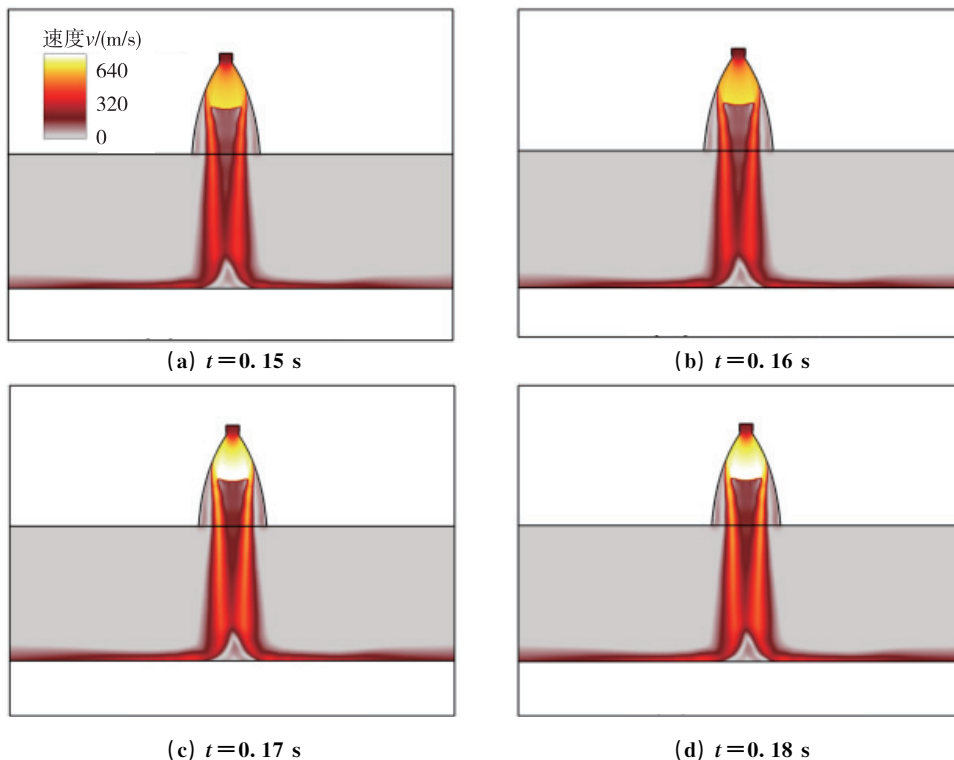 速度v/(m/s)
640
320
0
(a) t=0.15 s
(b) t=0.16 s
(c) t=0.17 s
(d) t=0.18 s